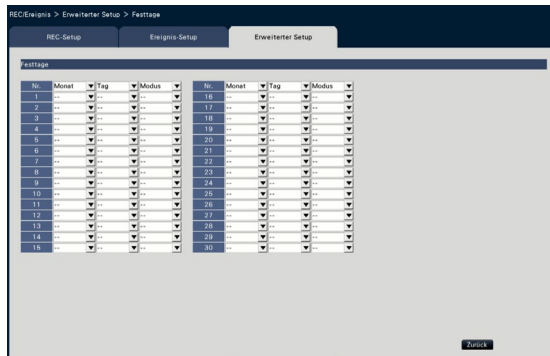 REC/Ereignis > Erweiterter Setup > Festtage
REC-Setup Ereignis-Setup Erweiterter Setup
Festtage
Nr. Monat Tag Modus Nr. Monat Tag Modus
1 -- -- -- 16 -- -- --
2 -- -- -- 17 -- -- --
3 -- -- -- 18 -- -- --
4 -- -- -- 19 -- -- --
5 -- -- -- 20 -- -- --
6 -- -- -- 21 -- -- --
7 -- -- -- 22 -- -- --
8 -- -- -- 23 -- -- --
9 -- -- -- 24 -- -- --
10 -- -- -- 25 -- -- --
11 -- -- -- 26 -- -- --
12 -- -- -- 27 -- -- --
13 -- -- -- 28 -- -- --
14 -- -- -- 29 -- -- --
15 -- -- -- 30 -- -- --
Zurück